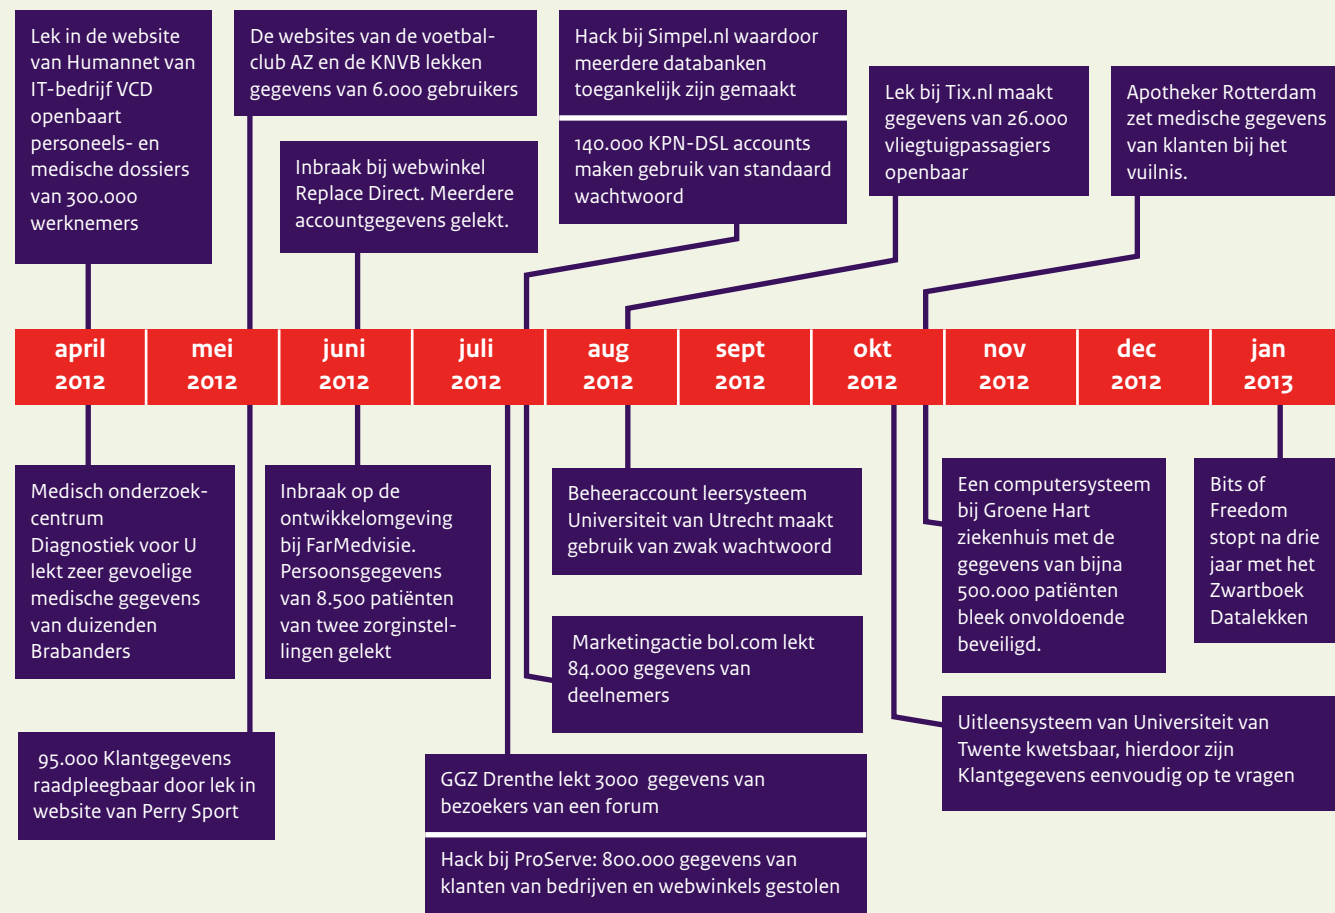 Lek in de website
van Humannet van
IT-bedrijf VCD
openbaart
personeels- en
medische dossiers
van 300.000
werknemers
De websites van de voetbal-
club AZ en de KNVB lekken
gegevens van 6.000 gebruikers
Inbraak bij webwinkel
Replace Direct. Meerdere
accountgegevens gelekt.
Hack bij Simpel.nl waardoor
meerdere databanken
toegankelijk zijn gemaakt
140.000 KPN-DSL accounts
maken gebruik van standaard
wachtwoord
Lek bij Tix.nl maakt
gegevens van 26.000
vliegtuigpassagiers
openbaar
Apotheker Rotterdam
zet medische gegevens
van klanten bij het
vuilnis.
april
2012
mei
2012
juni
2012
juli
2012
aug
2012
sept
2012
okt
2012
nov
2012
dec
2012
jan
2013
Medisch onderzoek-
centrum
Diagnostiek voor U
lekt zeer gevoelige
medische gegevens
van duizenden
Brabanders
95.000 Klantgegevens
raadpleegbaar door lek in
website van Perry Sport
Inbraak op de
ontwikkelomgeving
bij FarMedvisie.
Persoonsgegevens
van 8.500 patiënten
van twee zorginstel-
lingen gelekt
GGZ Drenthe lekt 3000 gegevens van
bezoekers van een forum
Hack bij ProServe: 800.000 gegevens van
klanten van bedrijven en webwinkels gestolen
Beheeraccount leersysteem
Universiteit van Utrecht maakt
gebruik van zwak wachtwoord
Marketingactie bol.com lekt
84.000 gegevens van
deelnemers
Een computersysteem
bij Groene Hart
ziekenhuis met de
gegevens van bijna
500.000 patiënten
bleek onvoldoende
beveiligd.
Uitleensysteem van Universiteit van
Twente kwetsbaar, hierdoor zijn
Klantgegevens eenvoudig op te vragen
Bits of
Freedom
stopt na drie
jaar met het
Zwartboek
Datalekken